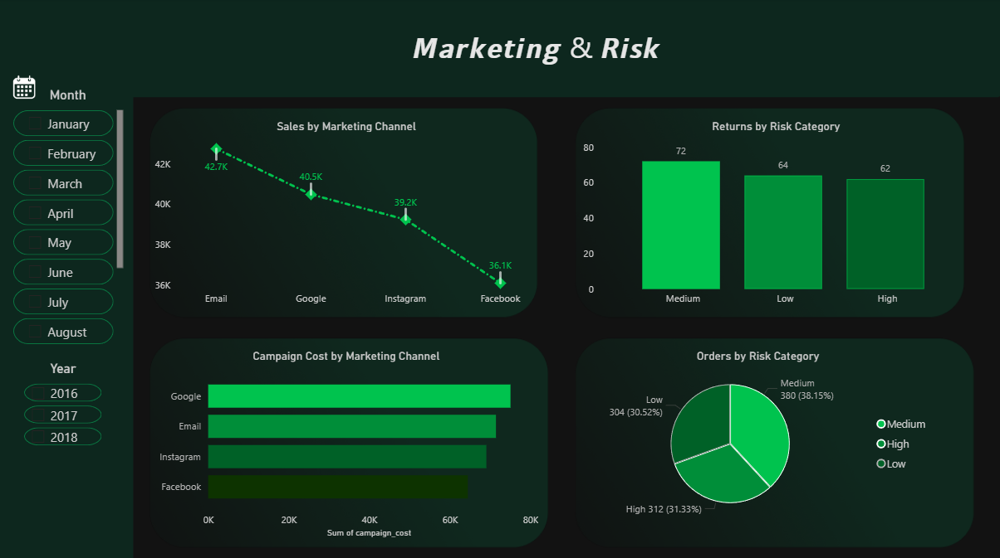 Marketing & Risk
Month
January
February
March
April
May
June
July
August
Year
2016
2017
2018
Sales by Marketing Channel
42K
40K
38K
36K
42.7K
40.5K
39.2K
36.1K
Email
Google
Instagram
Facebook
Returns by Risk Category
80
60
40
20
0
72
64
62
Medium
Low
High
Campaign Cost by Marketing Channel
Google
Email
Instagram
Facebook
0K
20K
40K
60K
80K
Sum of campaign_cost
Orders by Risk Category
Medium
380 (38.15%)
Low
304 (30.52%)
High 312 (31.33%)
Medium
High
Low